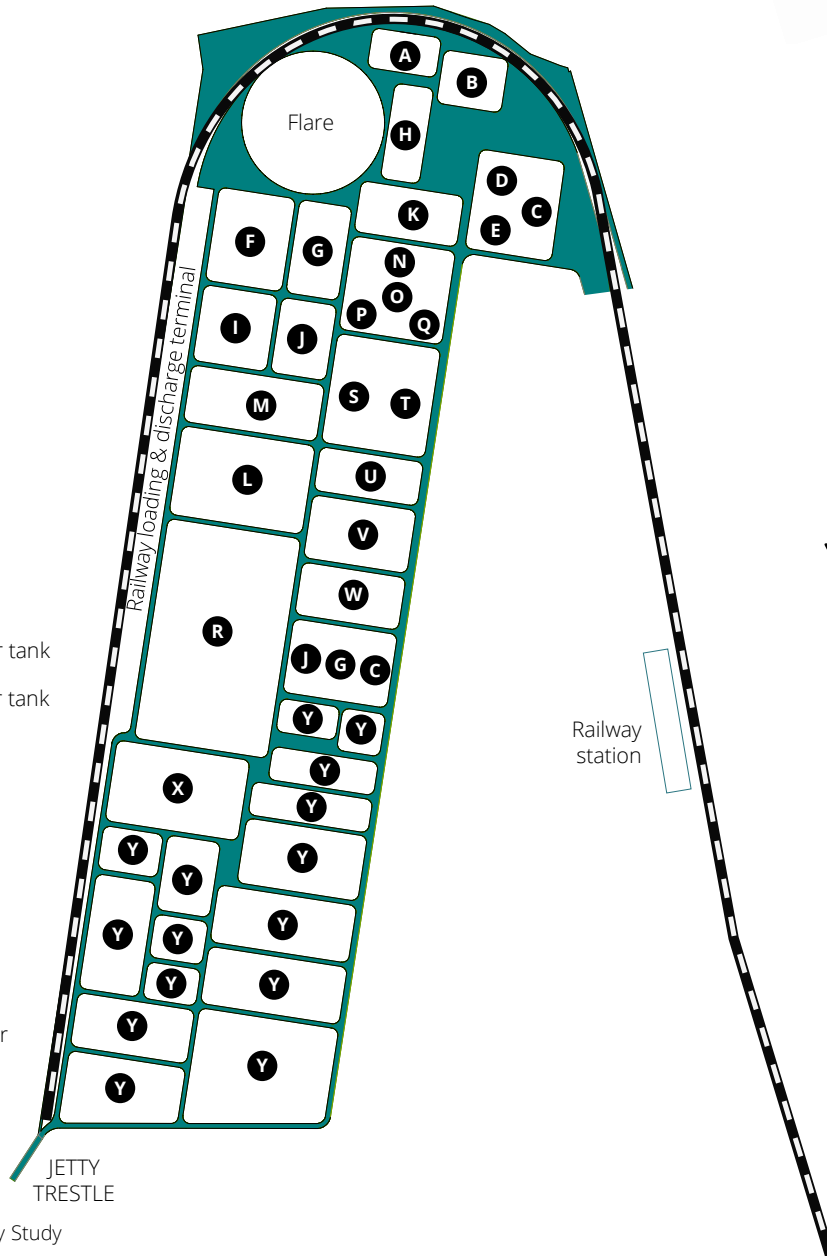 A
B
Flare
H
D
C
E
K
F
G
N
O
P
Q
I
J
S
T
M
L
U
V
Railway loading & discharge terminal
W
R
J
G
C
r tank
r tank
Y
Y
Railway
station
Y
X
Y
Y
Y
Y
Y
Y
Y
Y
Y
Y
Y
r
Y
Y
JETTY
TRESTLE
y Study